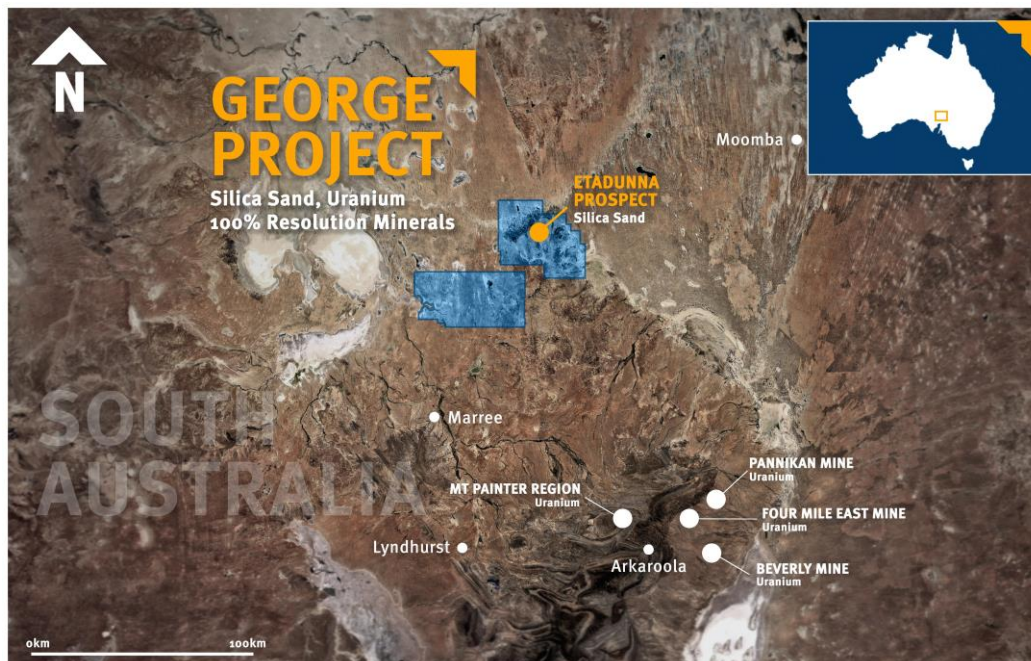 N
GEORGE
PROJECT
Silica Sand, Uranium
100% Resolution Minerals
Moomba
ETADUNNA
PROSPECT
Silica Sand
SOUTH
AUSTRALIA
Marree
PANNIKAN MINE
Uranium
MT PAINTER REGION
Uranium
FOUR MILE EAST MINE
Uranium
Lyndhurst
Arkaroola
BEVERLY MINE
Uranium
0km
100km